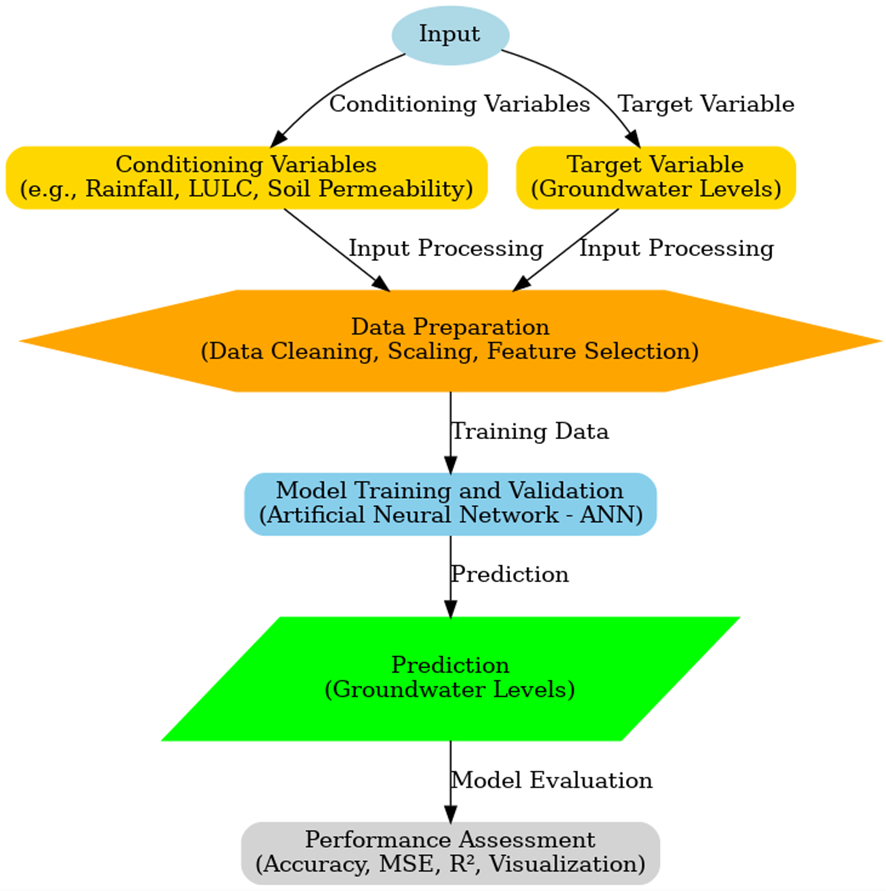 Input
Conditioning Variables
Target Variable
Conditioning Variables
(e.g., Rainfall, LULC, Soil Permeability)
Target Variable
(Groundwater Levels)
Input Processing
Input Processing
Data Preparation
(Data Cleaning, Scaling, Feature Selection)
Training Data
Model Training and Validation
(Artificial Neural Network - ANN)
Prediction
Prediction
(Groundwater Levels)
Model Evaluation
Performance Assessment
(Accuracy, MSE, R², Visualization)